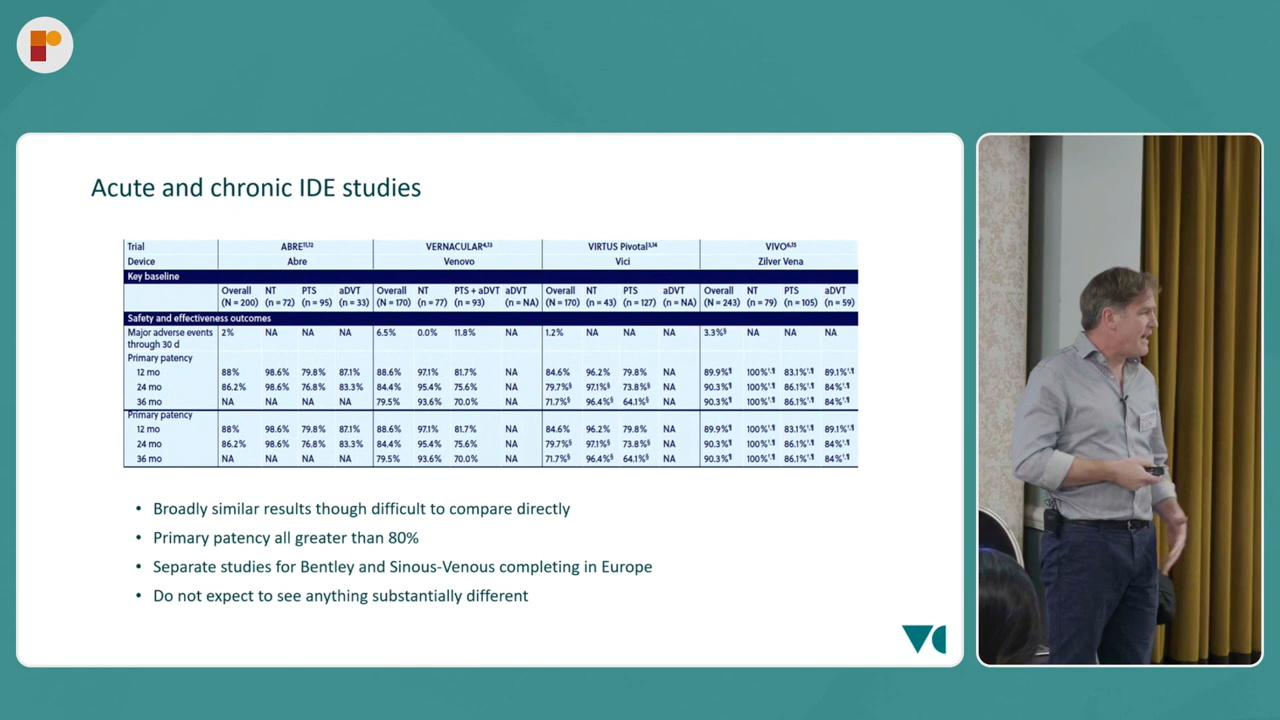 Acute and chronic IDE studies
Trial ABRE11,12 VERNACULAR4,13 VIRTUS Pivotal3,14 VIVO6,15
Device Abre Venovo Vici Zilver Vena
Key baseline
Overall NT PTS aDVT Overall NT PTS + aDVT aDVT Overall NT PTS aDVT Overall NT PTS aDVT
(N = 200) (n = 72) (n = 95) (n = 33) (N = 170) (n = 77) (n = 93) (n = NA) (N = 170) (n = 43) (n = 127) (n = NA) (N = 243) (n = 79) (n = 105) (n = 59)
Safety and effectiveness outcomes
Major adverse events 2% NA NA NA 6.5% 0.0% 11.8% NA 1.2% NA NA NA 3.3%§ NA NA NA
through 30 d
Primary patency
12 mo 88% 98.6% 79.8% 87.1% 88.6% 97.1% 81.7% NA 84.6% 96.2% 79.8% NA 89.9%¶ 100%*,¶ 83.1%*,¶ 89.1%*,¶
24 mo 86.2% 98.6% 76.8% 83.3% 84.4% 95.4% 75.6% NA 79.7%§ 97.1%§ 73.8%§ NA 90.3%¶ 100%*,¶ 86.1%*,¶ 84%*,¶
36 mo NA NA NA NA 79.5% 93.6% 70.0% NA 71.7%§ 96.4%§ 64.1%§ NA 90.3%¶ 100%*,¶ 86.1%*,¶ 84%*,¶
Primary patency
12 mo 88% 98.6% 79.8% 87.1% 88.6% 97.1% 81.7% NA 84.6% 96.2% 79.8% NA 89.9%¶ 100%*,¶ 83.1%*,¶ 89.1%*,¶
24 mo 86.2% 98.6% 76.8% 83.3% 84.4% 95.4% 75.6% NA 79.7%§ 97.1%§ 73.8%§ NA 90.3%¶ 100%*,¶ 86.1%*,¶ 84%*,¶
36 mo NA NA NA NA 79.5% 93.6% 70.0% NA 71.7%§ 96.4%§ 64.1%§ NA 90.3%¶ 100%*,¶ 86.1%*,¶ 84%*,¶
• Broadly similar results though difficult to compare directly
• Primary patency all greater than 80%
• Separate studies for Bentley and Sinous-Venous completing in Europe
• Do not expect to see anything substantially different